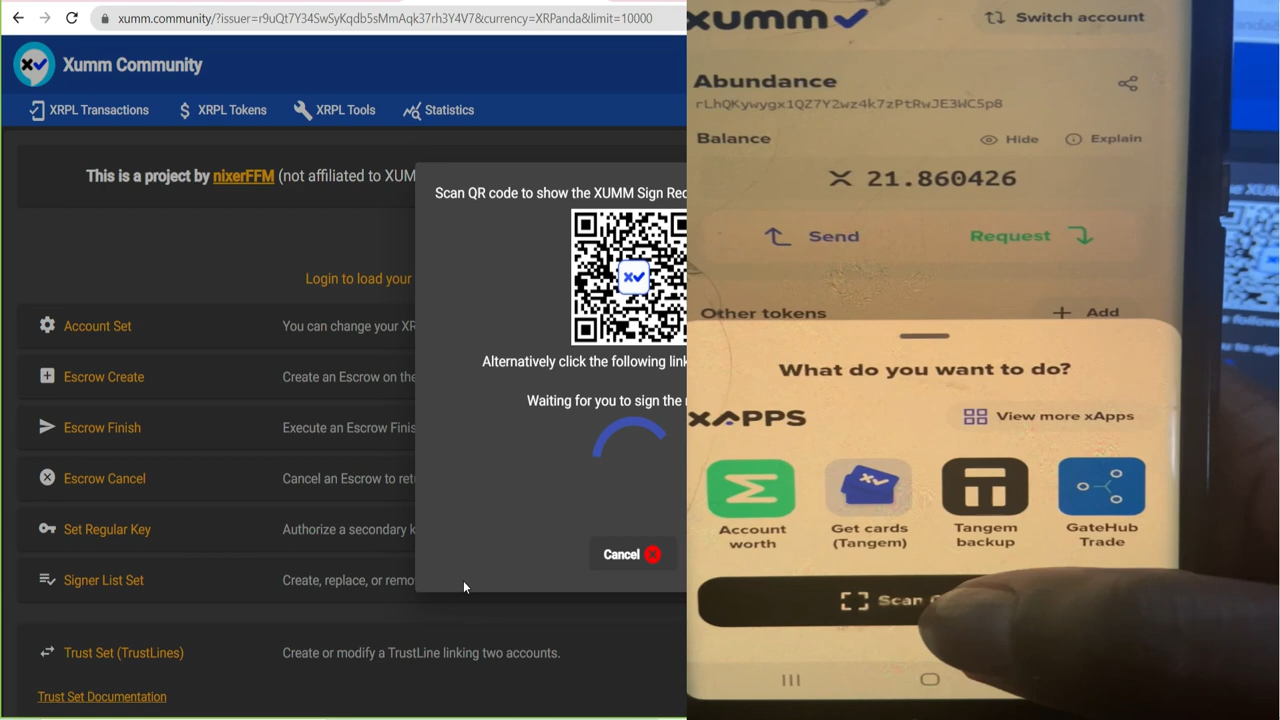 xumm.community/?issuer=r9uQt7Y34SwSyKqdb5sMmAqk37rh3Y4V7&currency=XRPanda&limit=10000
Xumm Community
XRPL Transactions
XRPL Tokens
XRPL Tools
Statistics
This is a project by nixerFFM (not affiliated to XUM
Scan QR code to show the XUMM Sign Rec
Login to load your
Account Set
You can change your XR
Escrow Create
Create an Escrow on the
Alternatively click the following link
Waiting for you to sign the
Escrow Finish
Execute an Escrow Finis
Escrow Cancel
Cancel an Escrow to retu
Set Regular Key
Authorize a secondary k
Cancel
Signer List Set
Create, replace, or remo
Trust Set (TrustLines)
Create or modify a TrustLine linking two accounts.
Trust Set Documentation
xumm
Switch account
Abundance
rLhQKywygx1QZ7Y2wz4k7zPtRwJE3WC5p8
Balance
Hide
Explain
X 21.860426
Send
Request
Other tokens
Add
What do you want to do?
xAPPS
View more xApps
Account worth
Get cards (Tangem)
Tangem backup
GateHub Trade
Scan